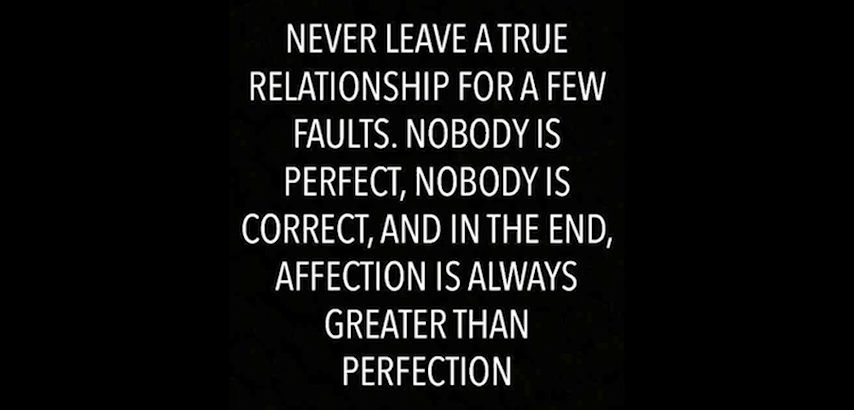 NEVER LEAVE A TRUE
RELATIONSHIP FOR A FEW
FAULTS. NOBODY IS
PERFECT, NOBODY IS
CORRECT, AND IN THE END,
AFFECTION IS ALWAYS
GREATER THAN
PERFECTION